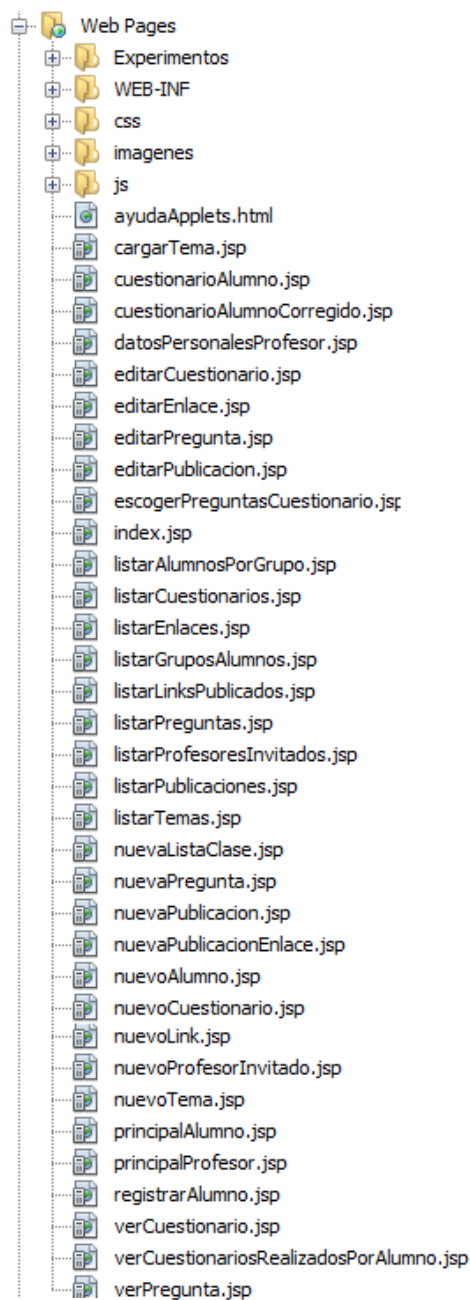 Web Pages
Experimentos
WEB-INF
css
imagenes
js
ayudaApplets.html
cargarTema.jsp
cuestionarioAlumno.jsp
cuestionarioAlumnoCorregido.jsp
datosPersonalesProfesor.jsp
editarCuestionario.jsp
editarEnlace.jsp
editarPregunta.jsp
editarPublicacion.jsp
escogerPreguntasCuestionario.jsp
index.jsp
listarAlumnosPorGrupo.jsp
listarCuestionarios.jsp
listarEnlaces.jsp
listarGruposAlumnos.jsp
listarLinksPublicados.jsp
listarPreguntas.jsp
listarProfesoresInvitados.jsp
listarPublicaciones.jsp
listarTemas.jsp
nuevaListaClase.jsp
nuevaPregunta.jsp
nuevaPublicacion.jsp
nuevaPublicacionEnlace.jsp
nuevoAlumno.jsp
nuevoCuestionario.jsp
nuevoLink.jsp
nuevoProfesorInvitado.jsp
nuevoTema.jsp
principalAlumno.jsp
principalProfesor.jsp
registrarAlumno.jsp
verCuestionario.jsp
verCuestionariosRealizadosPorAlumno.jsp
verPregunta.jsp